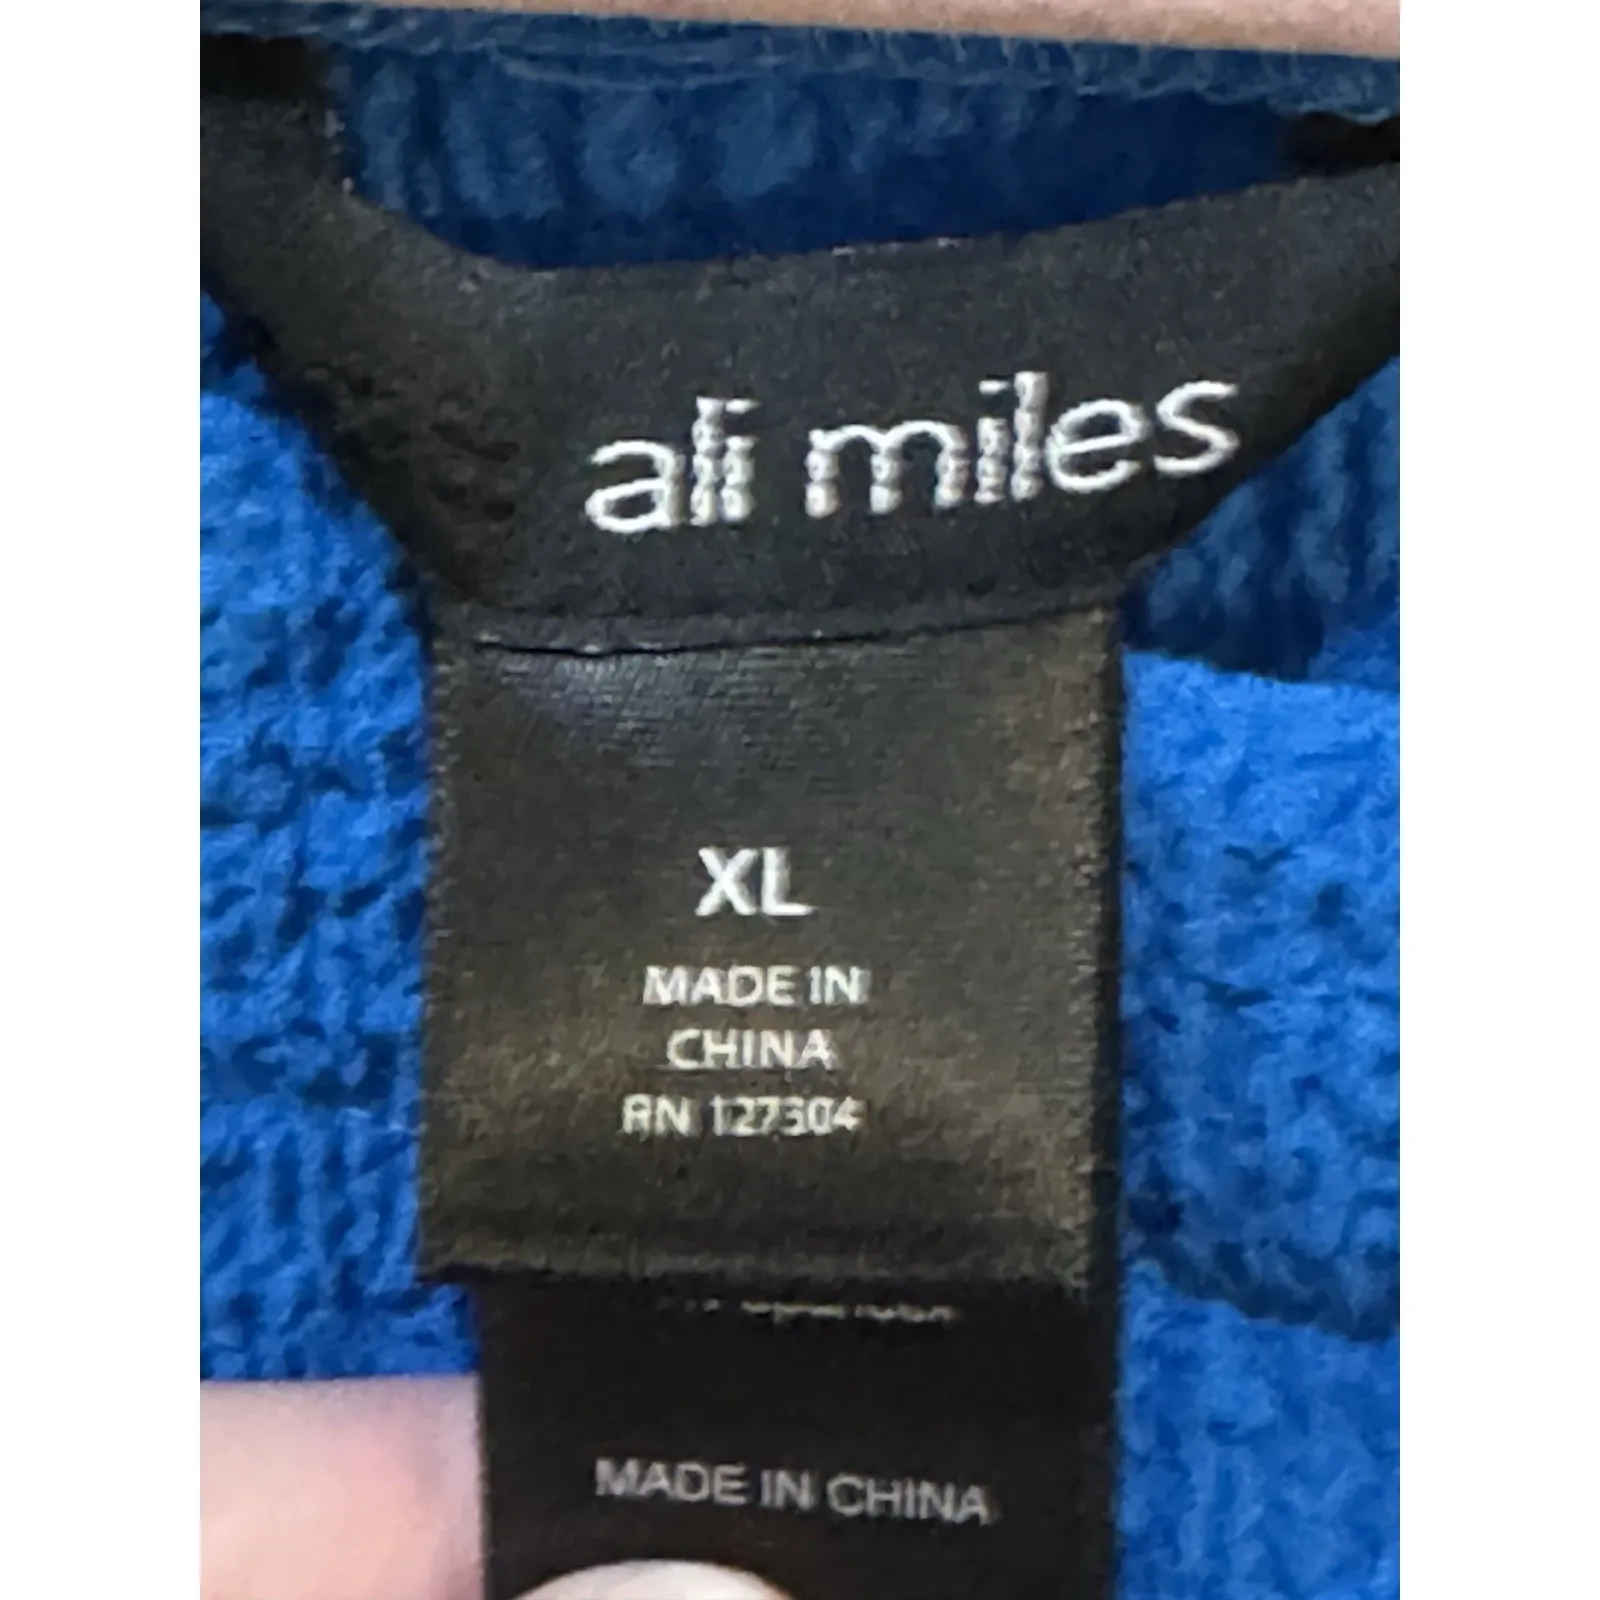 ali miles
XL
MADE IN
CHINA
RN 127304
MADE IN CHINA